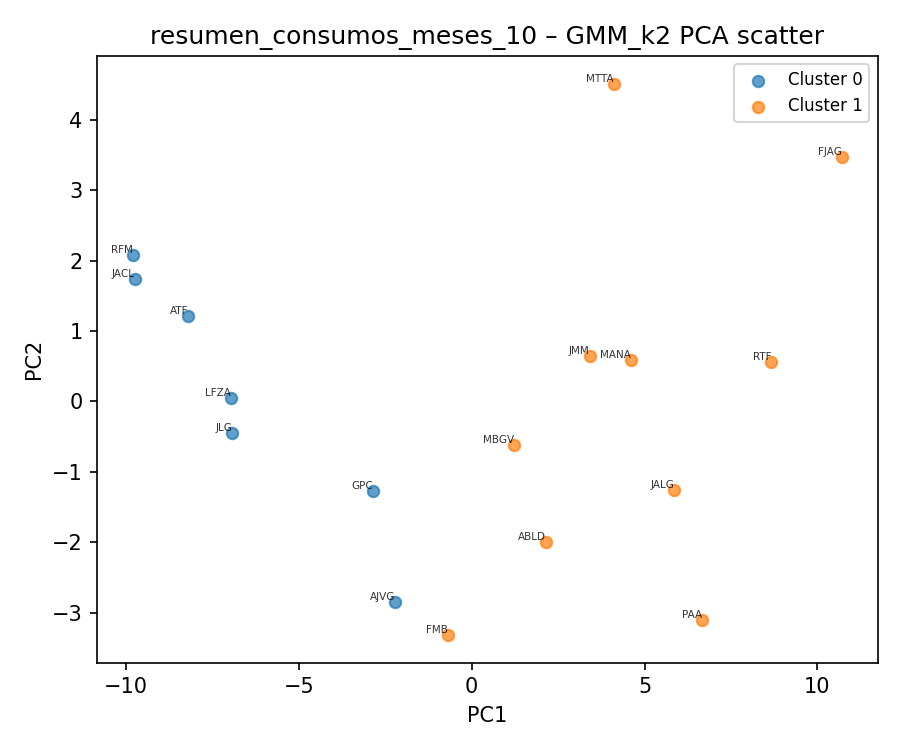 resumen_consumos_meses_10 – GMM_k2 PCA scatter
Cluster 0
Cluster 1
MTTA
FJAG
RFM
JACL
ATF
JMM
MANA
RTF
LFZA
JLG
MBGV
GPC
JALG
ABLD
AJVG
FMB
PAA
4
3
2
1
0
−1
−2
−3
PC2
−10
−5
0
5
10
PC1